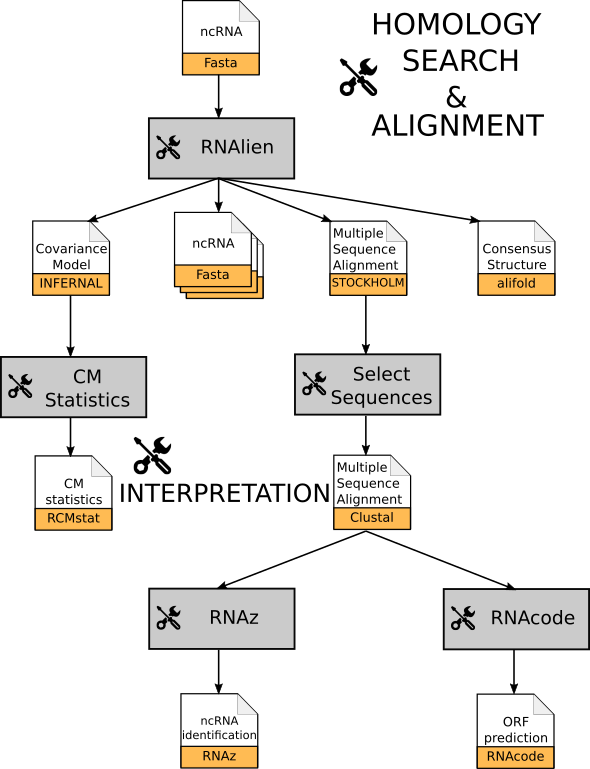 ncRNA
Fasta
HOMOLOGY
SEARCH
&
ALIGNMENT
RNAlien
Covariance
Model
INFERNAL
ncRNA
Fasta
Multiple
Sequence
Alignment
STOCKHOLM
Consensus
Structure
alifold
CM
Statistics
Select
Sequences
CM
statistics
RCMstat
INTERPRETATION
Multiple
Sequence
Alignment
Clustal
RNAz
RNAcode
ncRNA
identification
RNAz
ORF
prediction
RNAcode